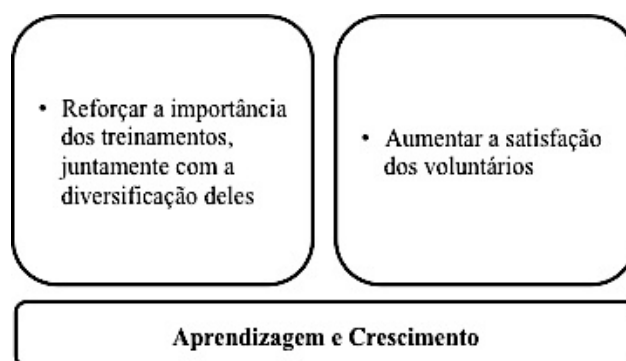 • Reforçar a importância
dos treinamentos,
juntamente com a
diversificação deles
• Aumentar a satisfação
dos voluntários
Aprendizagem e Crescimento